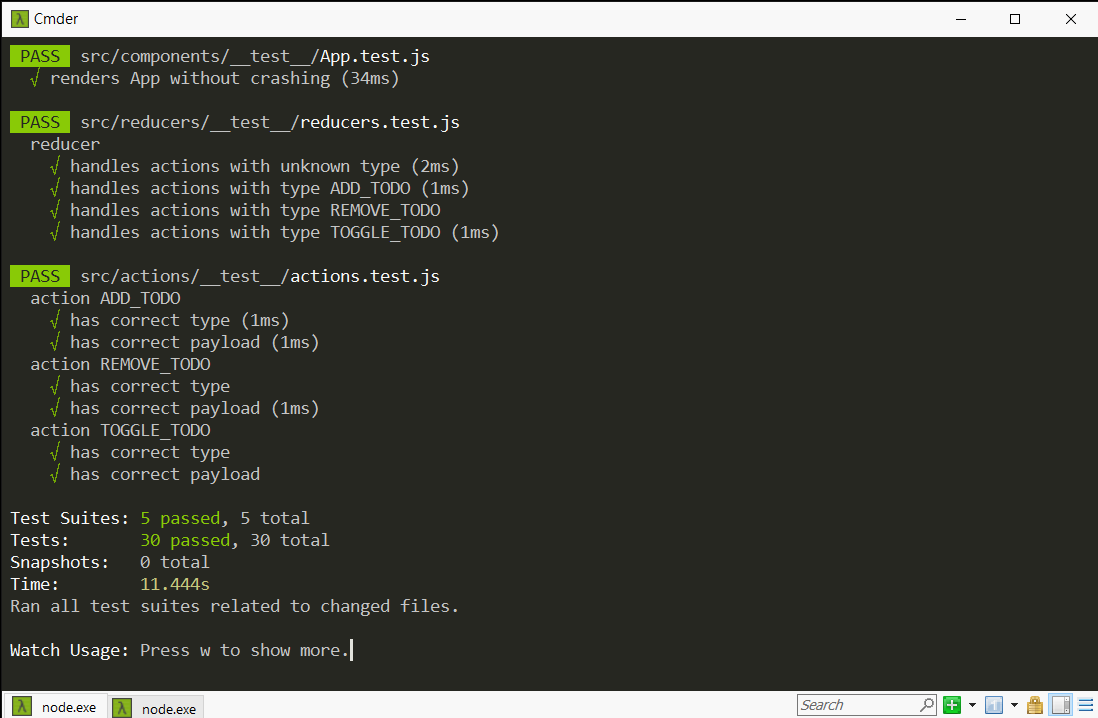 Cmder
PASS src/components/__test__/App.test.js
√ renders App without crashing (34ms)
PASS src/reducers/__test__/reducers.test.js
reducer
√ handles actions with unknown type (2ms)
√ handles actions with type ADD_TODO (1ms)
√ handles actions with type REMOVE_TODO
√ handles actions with type TOGGLE_TODO (1ms)
PASS src/actions/__test__/actions.test.js
action ADD_TODO
√ has correct type (1ms)
√ has correct payload (1ms)
action REMOVE_TODO
√ has correct type
√ has correct payload (1ms)
action TOGGLE_TODO
√ has correct type
√ has correct payload
Test Suites: 5 passed, 5 total
Tests: 30 passed, 30 total
Snapshots: 0 total
Time: 11.444s
Ran all test suites related to changed files.
Watch Usage: Press w to show more.
λ node.exe λ node.exe Search